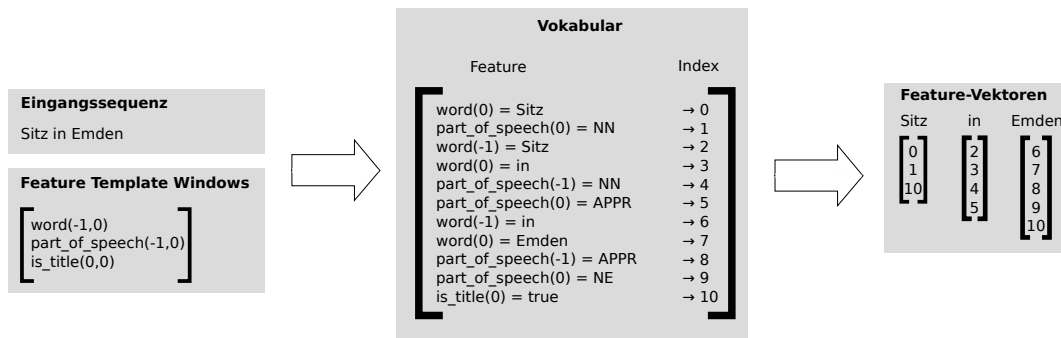 Eingangssequenz
Sitz in Emden
Feature Template Windows
word(-1,0)
part_of_speech(-1,0)
is_title(0,0)
Vokabular
Feature Index
word(0) = Sitz → 0
part_of_speech(0) = NN → 1
word(-1) = Sitz → 2
word(0) = in → 3
part_of_speech(-1) = NN → 4
part_of_speech(0) = APPR → 5
word(-1) = in → 6
word(0) = Emden → 7
part_of_speech(-1) = APPR → 8
part_of_speech(0) = NE → 9
is_title(0) = true → 10
Feature-Vektoren
Sitz in Emden
0 2 6
1 3 7
10 4 8
5 9
10